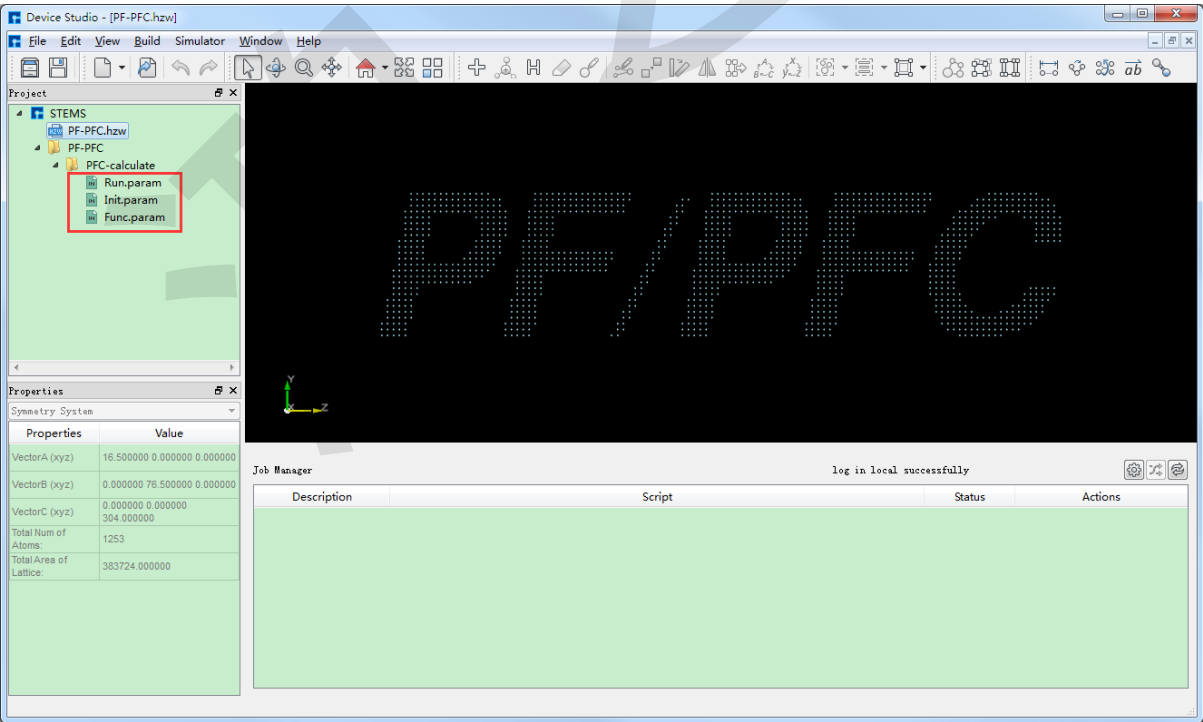 Device Studio - [PF-PFC.hzw]
File Edit View Build Simulator Window Help
Project
STEMS
PF-PFC.hzw
PF-PFC
PFC-calculate
Run.param
Init.param
Func.param
PF/PFC
Y
X Z
Properties
Symmetry System
Properties Value
VectorA (xyz) 16.500000 0.000000 0.000000
VectorB (xyz) 0.000000 76.500000 0.000000
VectorC (xyz) 0.000000 0.000000
304.000000
Total Num of
Atoms: 1253
Total Area of
Lattice: 383724.000000
Job Manager log in local successfully
Description Script Status Actions